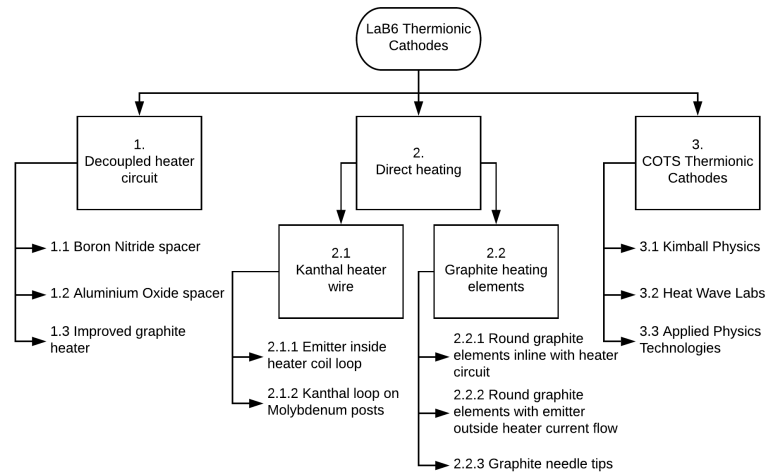 LaB6 Thermionic
Cathodes
1.
Decoupled heater
circuit
2.
Direct heating
3.
COTS Thermionic
Cathodes
1.1 Boron Nitride spacer
1.2 Aluminium Oxide spacer
1.3 Improved graphite
heater
2.1
Kanthal heater
wire
2.1.1 Emitter inside
heater coil loop
2.1.2 Kanthal loop on
Molybdenum posts
2.2
Graphite heating
elements
2.2.1 Round graphite
elements inline with heater
circuit
2.2.2 Round graphite
elements with emitter
outside heater current flow
2.2.3 Graphite needle tips
3.1 Kimball Physics
3.2 Heat Wave Labs
3.3 Applied Physics
Technologies